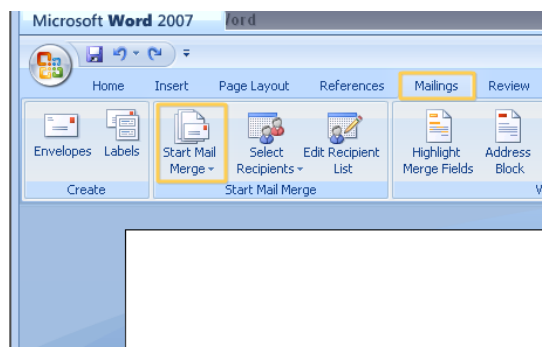 Microsoft Word 2007
Home Insert Page Layout References Mailings Review
Envelopes Labels Start Mail Merge Select Recipients Edit Recipient List Highlight Merge Fields Address Block
Create Start Mail Merge